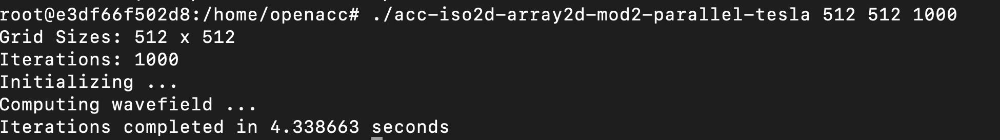 root@e3df66f502d8:/home/openacc# ./acc-iso2d-array2d-mod2-parallel-tesla 512 512 1000
Grid Sizes: 512 x 512
Iterations: 1000
Initializing ...
Computing wavefield ...
Iterations completed in 4.338663 seconds